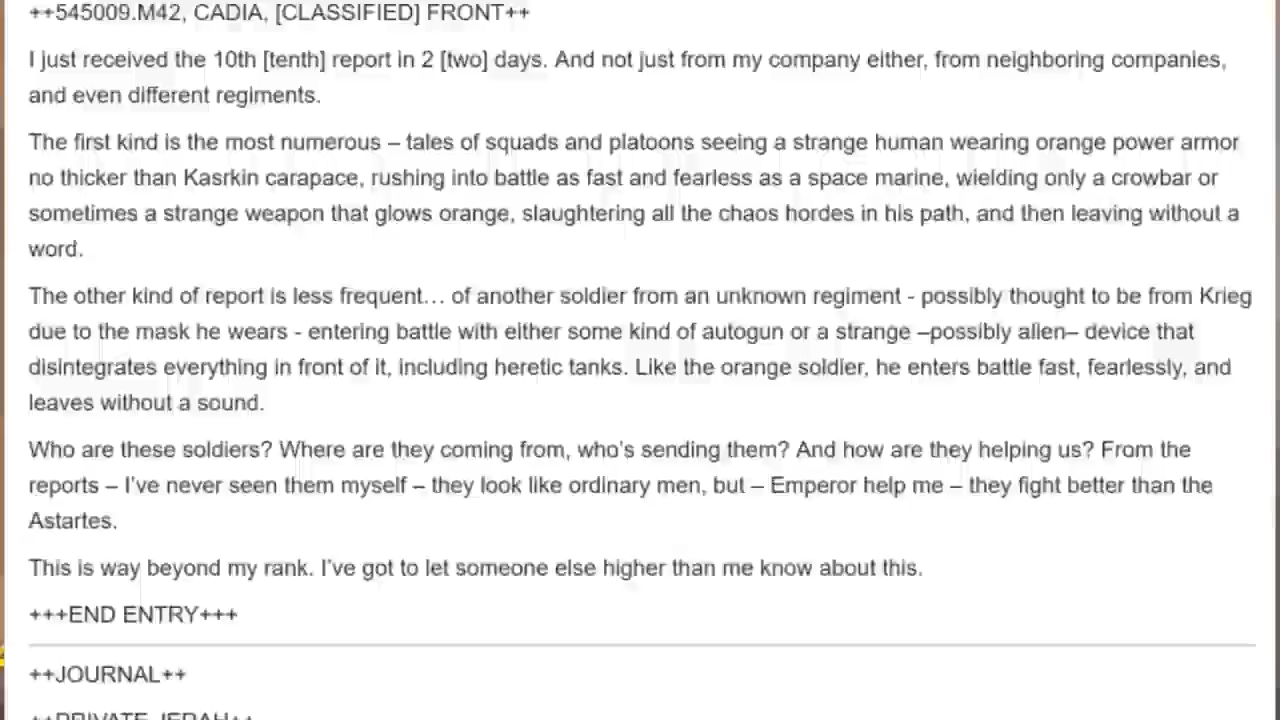 ++545009.M42, CADIA, [CLASSIFIED] FRONT++
I just received the 10th [tenth] report in 2 [two] days. And not just from my company either, from neighboring companies,
and even different regiments.
The first kind is the most numerous – tales of squads and platoons seeing a strange human wearing orange power armor
no thicker than Kasrkin carapace, rushing into battle as fast and fearless as a space marine, wielding only a crowbar or
sometimes a strange weapon that glows orange, slaughtering all the chaos hordes in his path, and then leaving without a
word.
The other kind of report is less frequent… of another soldier from an unknown regiment - possibly thought to be from Krieg
due to the mask he wears - entering battle with either some kind of autogun or a strange –possibly alien– device that
disintegrates everything in front of it, including heretic tanks. Like the orange soldier, he enters battle fast, fearlessly, and
leaves without a sound.
Who are these soldiers? Where are they coming from, who's sending them? And how are they helping us? From the
reports – I've never seen them myself – they look like ordinary men, but – Emperor help me – they fight better than the
Astartes.
This is way beyond my rank. I've got to let someone else higher than me know about this.
+++END ENTRY+++
++JOURNAL++
++PRIVATE JERAH++